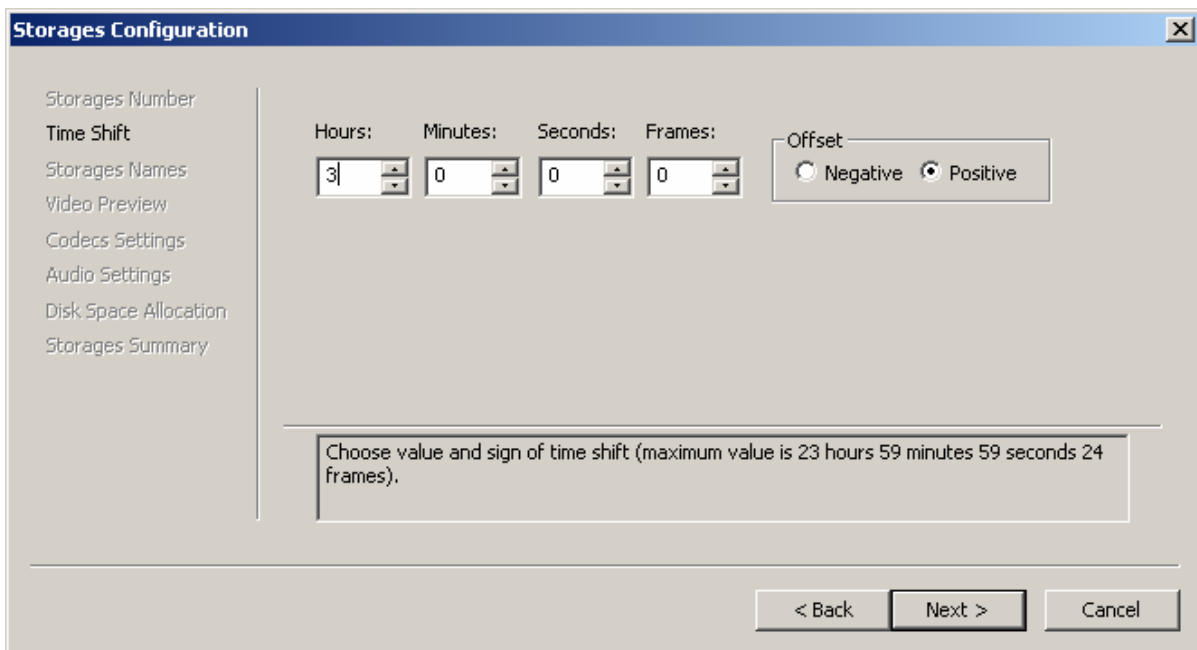 Storages Configuration
Storages Number
Time Shift
Storages Names
Video Preview
Codecs Settings
Audio Settings
Disk Space Allocation
Storages Summary
Hours: Minutes: Seconds: Frames:
3 0 0 0
Offset
Negative Positive
Choose value and sign of time shift (maximum value is 23 hours 59 minutes 59 seconds 24
frames).
< Back Next > Cancel